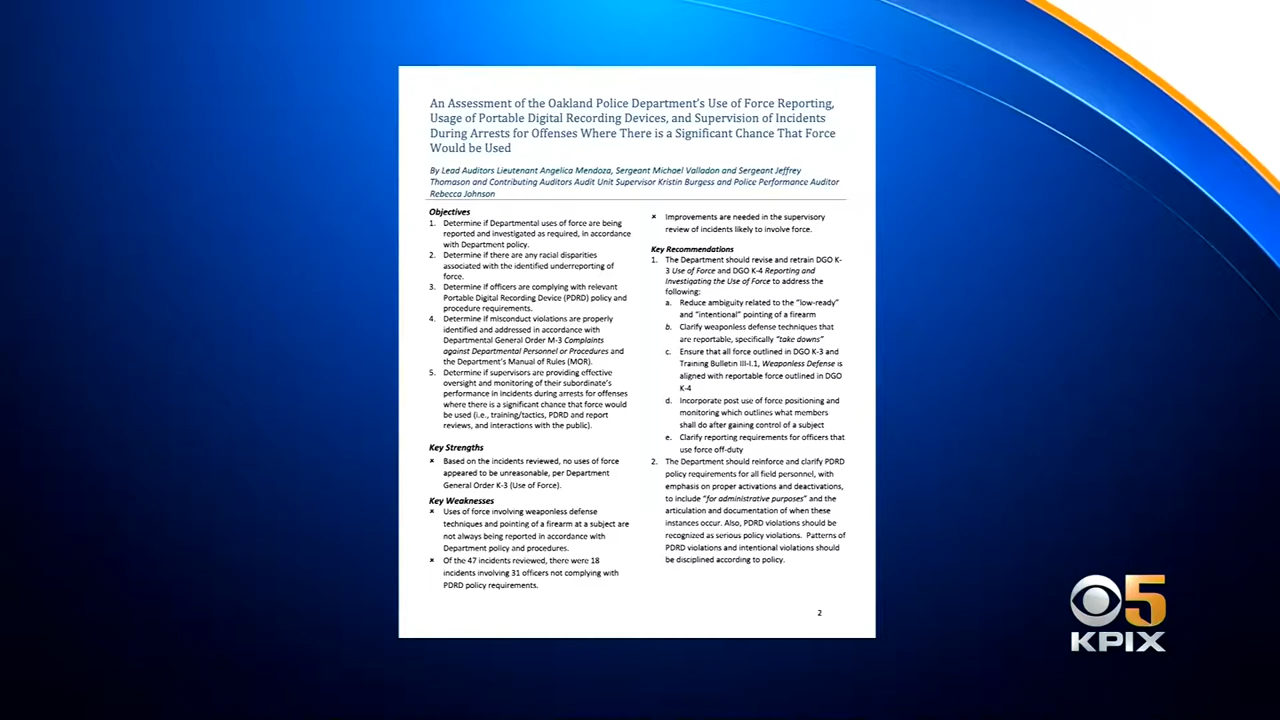 An Assessment of the Oakland Police Department's Use of Force Reporting,
Usage of Portable Digital Recording Devices, and Supervision of Incidents
During Arrests for Offenses Where There is a Significant Chance That Force
Would be Used
By Lead Auditors Lieutenant Angelica Mendoza, Sergeant Michael Valladon and Sergeant Jeffrey
Thomason and Contributing Auditors Audit Unit Supervisor Kristin Burgess and Police Performance Auditor
Rebecca Johnson
Objectives
1. Determine if Departmental uses of force are being
reported and investigated as required, in accordance
with Department policy.
2. Determine if there are any racial disparities
associated with the identified underreporting of
force.
3. Determine if officers are complying with relevant
Portable Digital Recording Device (PDRD) policy and
procedure requirements.
4. Determine if misconduct violations are properly
identified and addressed in accordance with
Departmental General Order M-3 Complaints
against Departmental Personnel or Procedures and
the Department's Manual of Rules (MOR).
5. Determine if supervisors are providing effective
oversight and monitoring of their subordinate's
performance in incidents during arrests for offenses
where there is a significant chance that force would
be used (i.e., training/tactics, PDRD and report
reviews, and interactions with the public).
Key Strengths
× Based on the incidents reviewed, no uses of force
appeared to be unreasonable, per Department
General Order K-3 (Use of Force).
Key Weaknesses
× Uses of force involving weaponless defense
techniques and pointing of a firearm at a subject are
not always being reported in accordance with
Department policy and procedures.
× Of the 47 incidents reviewed, there were 18
incidents involving 31 officers not complying with
PDRD policy requirements.
× Improvements are needed in the supervisory
review of incidents likely to involve force.
Key Recommendations
1. The Department should revise and retrain DGO K-
3 Use of Force and DGO K-4 Reporting and
Investigating the Use of Force to address the
following:
a. Reduce ambiguity related to the "low-ready"
and "intentional" pointing of a firearm
b. Clarify weaponless defense techniques that
are reportable, specifically "take downs"
c. Ensure that all force outlined in DGO K-3 and
Training Bulletin III-I.1, Weaponless Defense is
aligned with reportable force outlined in DGO
K-4
d. Incorporate post use of force positioning and
monitoring which outlines what members
shall do after gaining control of a subject
e. Clarify reporting requirements for officers that
use force off-duty
2. The Department should reinforce and clarify PDRD
policy requirements for all field personnel, with
emphasis on proper activations and deactivations,
to include "for administrative purposes" and the
articulation and documentation of when these
instances occur. Also, PDRD violations should be
recognized as serious policy violations. Patterns of
PDRD violations and intentional violations should
be disciplined according to policy.
2
5
KPIX